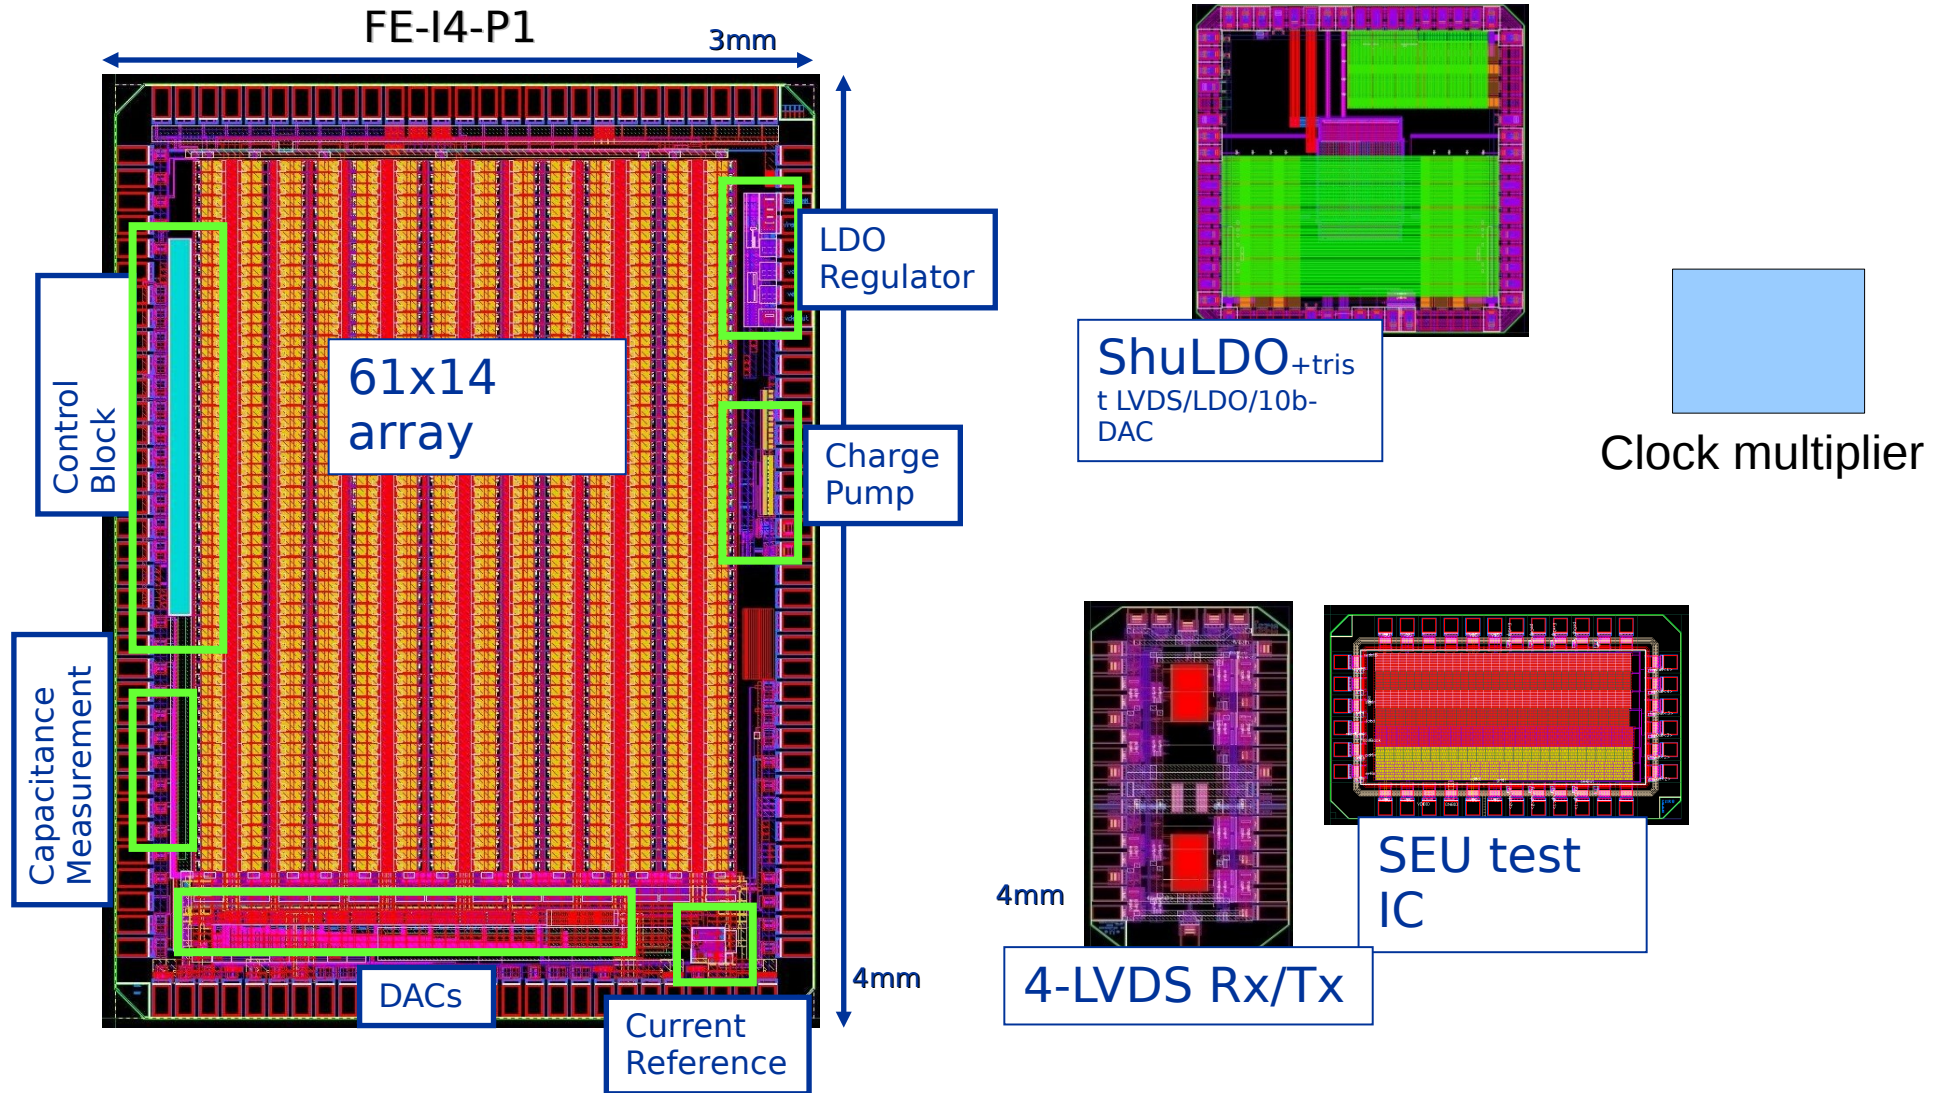 FE-I4-P1
3mm
LDO
Regulator
61x14
array
Control
Block
Charge
Pump
Capacitance
Measurement
DACs
Current
Reference
4mm
ShuLDO+tris
t LVDS/LDO/10b-
DAC
Clock multiplier
4mm
4-LVDS Rx/Tx
SEU test
IC